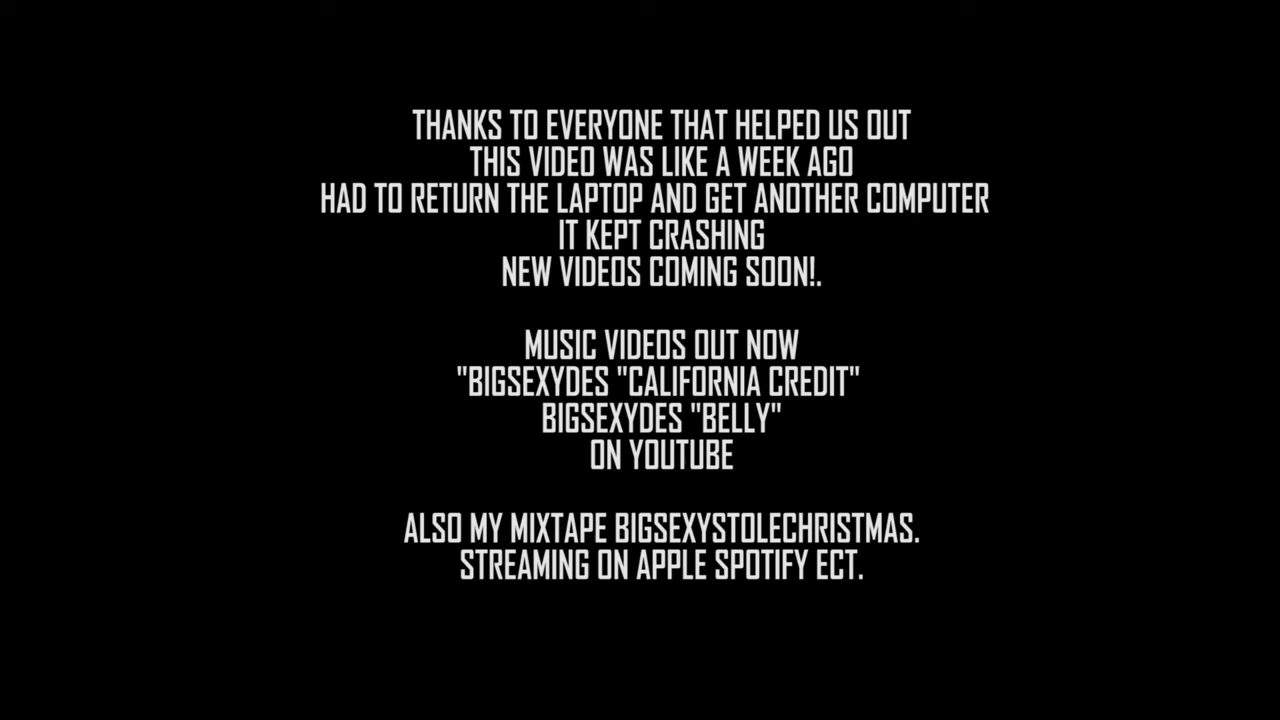 THANKS TO EVERYONE THAT HELPED US OUT
THIS VIDEO WAS LIKE A WEEK AGO
HAD TO RETURN THE LAPTOP AND GET ANOTHER COMPUTER
IT KEPT CRASHING
NEW VIDEOS COMING SOON!.
MUSIC VIDEOS OUT NOW
"BIGSEXYDES "CALIFORNIA CREDIT"
BIGSEXYDES "BELLY"
ON YOUTUBE
ALSO MY MIXTAPE BIGSEXYSTOLECHRISTMAS.
STREAMING ON APPLE SPOTIFY ECT.